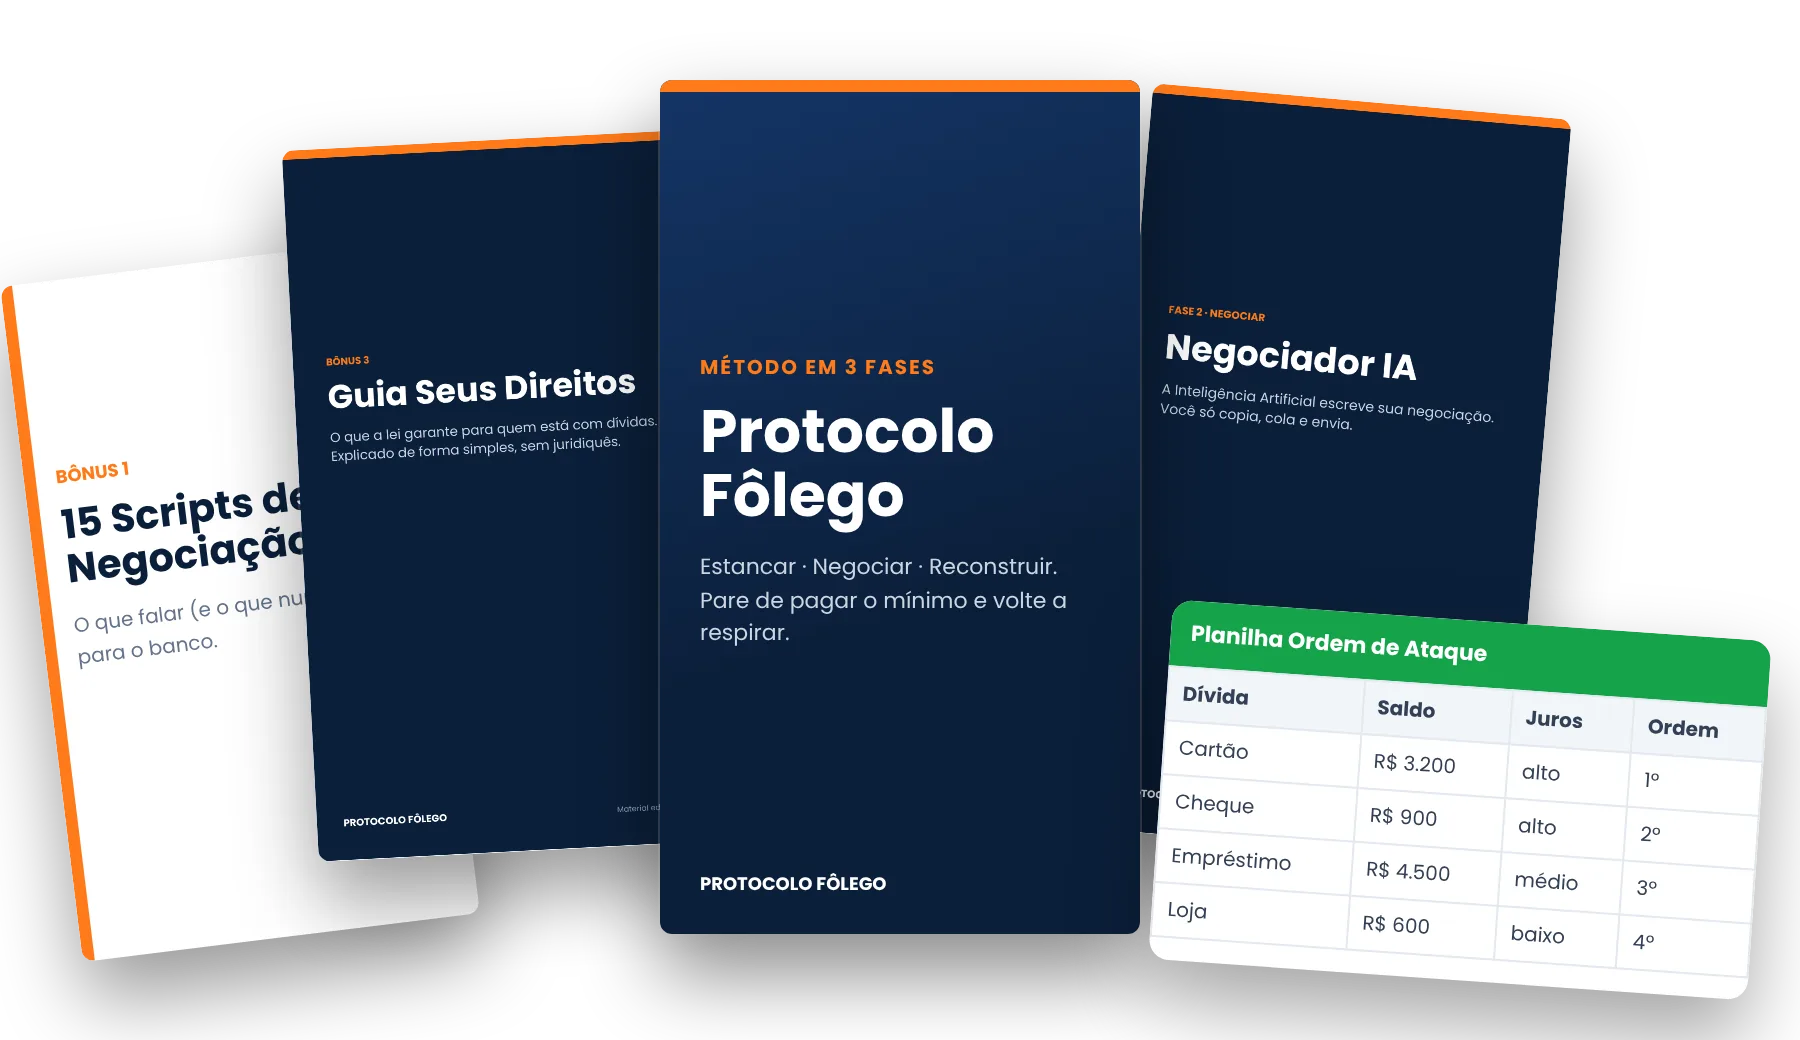 BÔNUS 1
15 Scripts de
Negociação
O que falar (e o que
para o banco.
BÔNUS 3
Guia Seus Direitos
O que a lei garante para quem está com dívidas.
Explicado de forma simples, sem juridiquês.
PROTOCOLO FÔLEGO
Material
MÉTODO EM 3 FASES
Protocolo
Fôlego
Estancar · Negociar · Reconstruir.
Pare de pagar o mínimo e volte a
respirar.
PROTOCOLO FÔLEGO
FASE 2 · NEGOCIAR
Negociador IA
A Inteligência Artificial escreve sua negociação.
Você só copia, cola e envia.
Planilha Ordem de Ataque
Dívida Saldo Juros Ordem
Cartão R$ 3.200 alto 1º
Cheque R$ 900 alto 2º
Empréstimo R$ 4.500 médio 3º
Loja R$ 600 baixo 4º